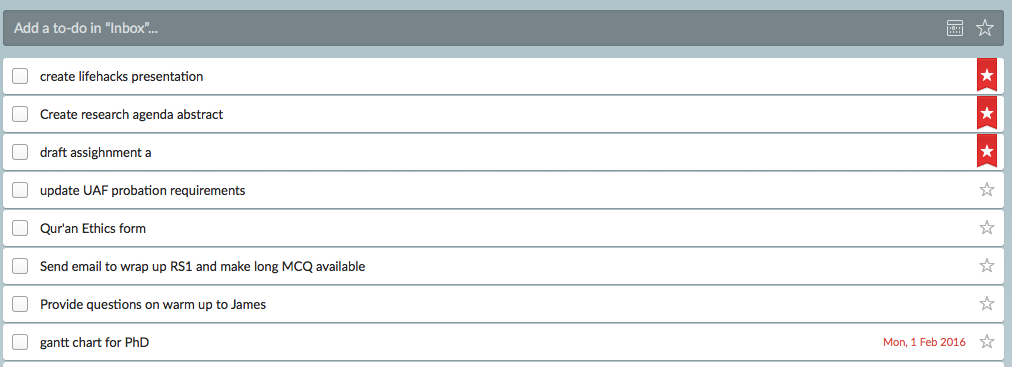 Add a to-do in “Inbox”...
create lifehacks presentation
Create research agenda abstract
draft assighnment a
update UAF probation requirements
Qur'an Ethics form
Send email to wrap up RS1 and make long MCQ available
Provide questions on warm up to James
gantt chart for PhD Mon, 1 Feb 2016